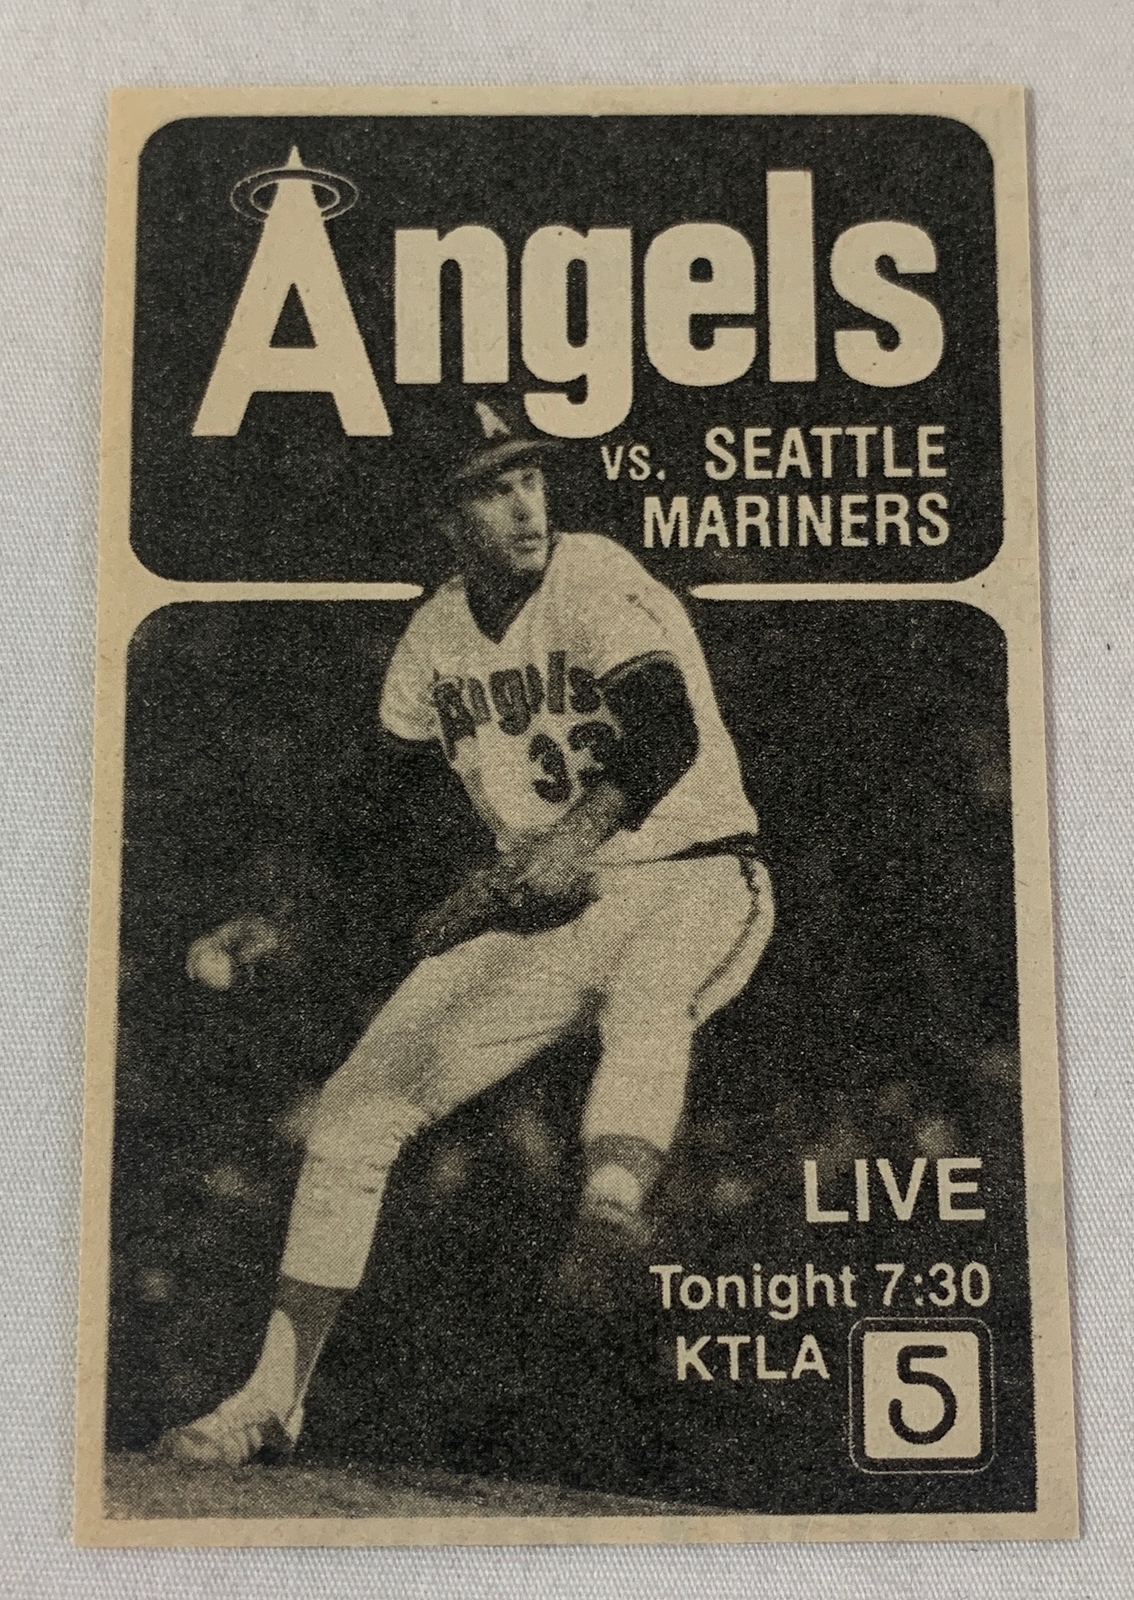 Angels
A
vs. SEATTLE
MARINERS
Angels
33
LIVE
Tonight 7:30
KTLA 5